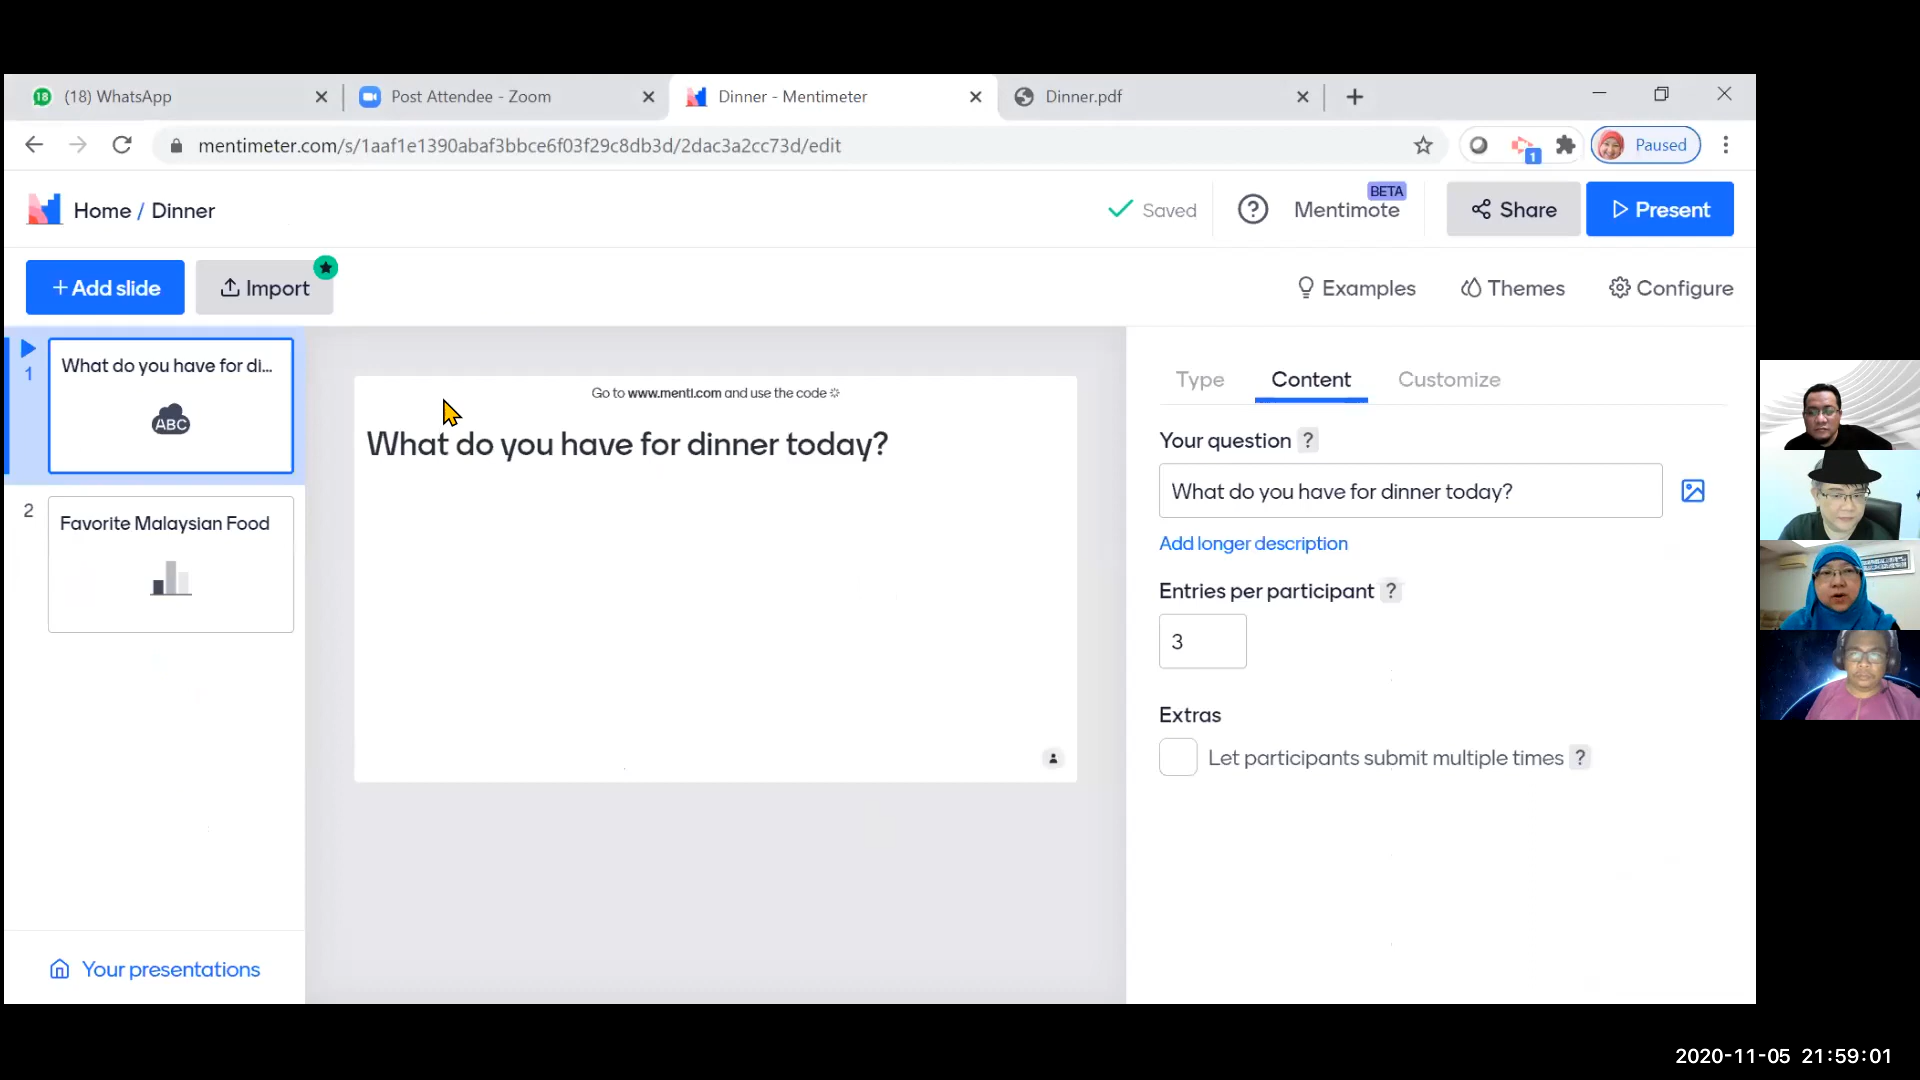 18
(18) WhatsApp
Post Attendee - Zoom
Dinner - Mentimeter
Dinner.pdf
mentimeter.com/s/1aaf1e1390abaf3bbce6f03f29c8db3d/2dac3a2cc73d/edit
1
Paused
Home / Dinner
Saved
?
Mentimote
BETA
Share
Present
+ Add slide
Import
Examples
Themes
Configure
1
What do you have for di...
ABC
2
Favorite Malaysian Food
Your presentations
Go to www.menti.com and use the code
What do you have for dinner today?
Type
Content
Customize
Your question ?
What do you have for dinner today?
Add longer description
Entries per participant ?
3
Extras
Let participants submit multiple times ?
2020-11-05 21:59:01